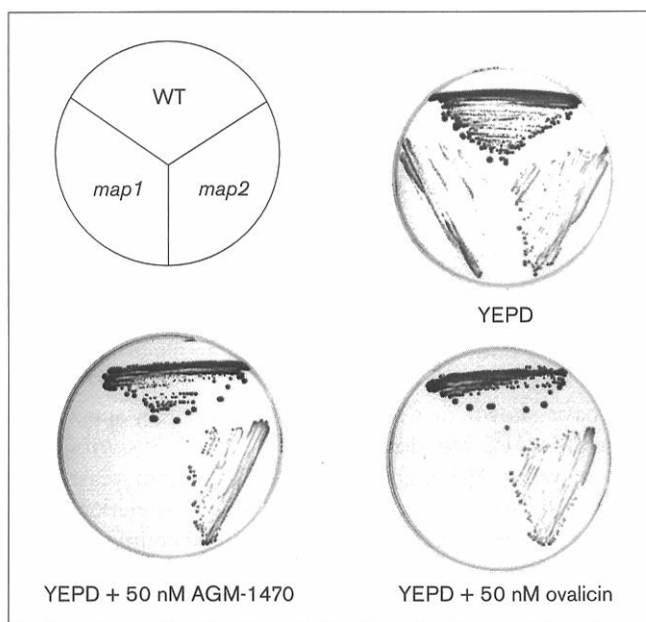 WT
map1
map2
YEPD
YEPD + 50 nM AGM-1470
YEPD + 50 nM ovalicin